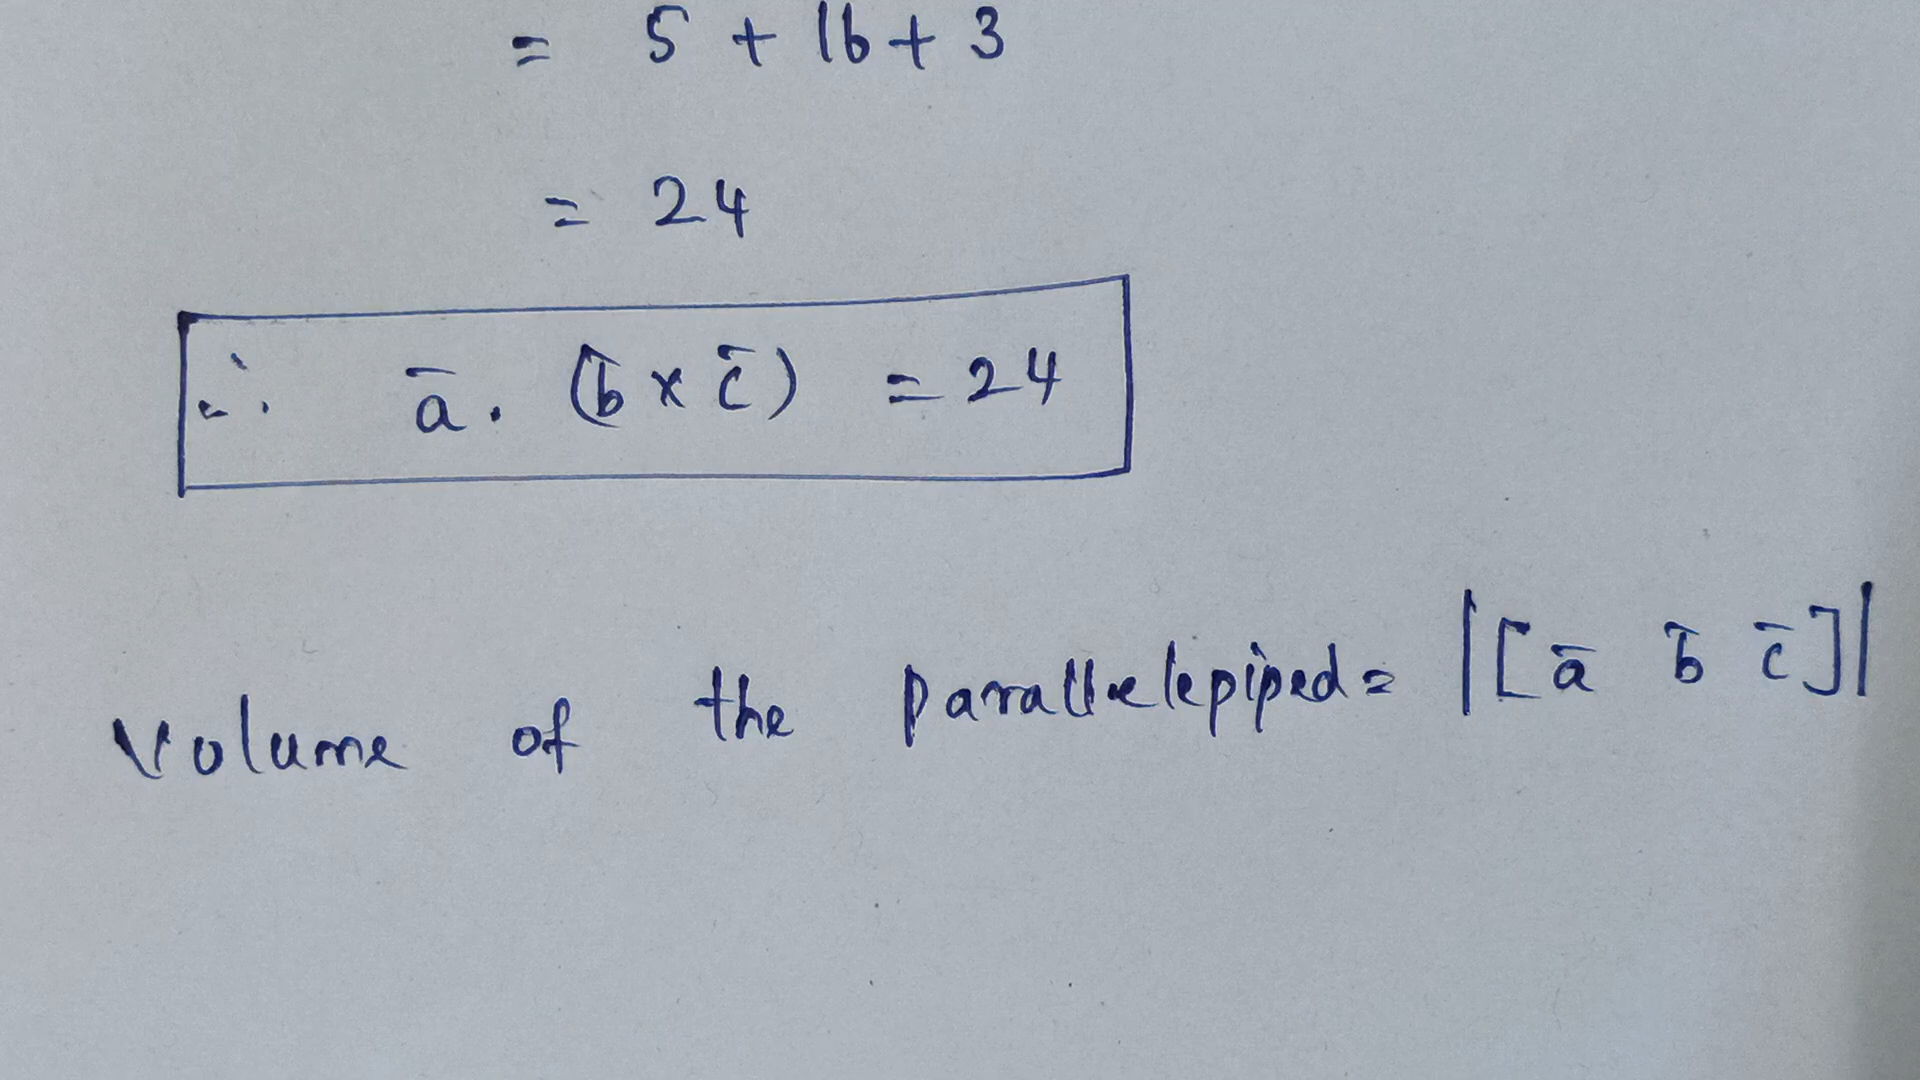 = 5 + 16 + 3
= 24
∴ a̅ . (b̅ × c̅) = 24
Volume of the parallelepiped = |[a̅ b̅ c̅]|